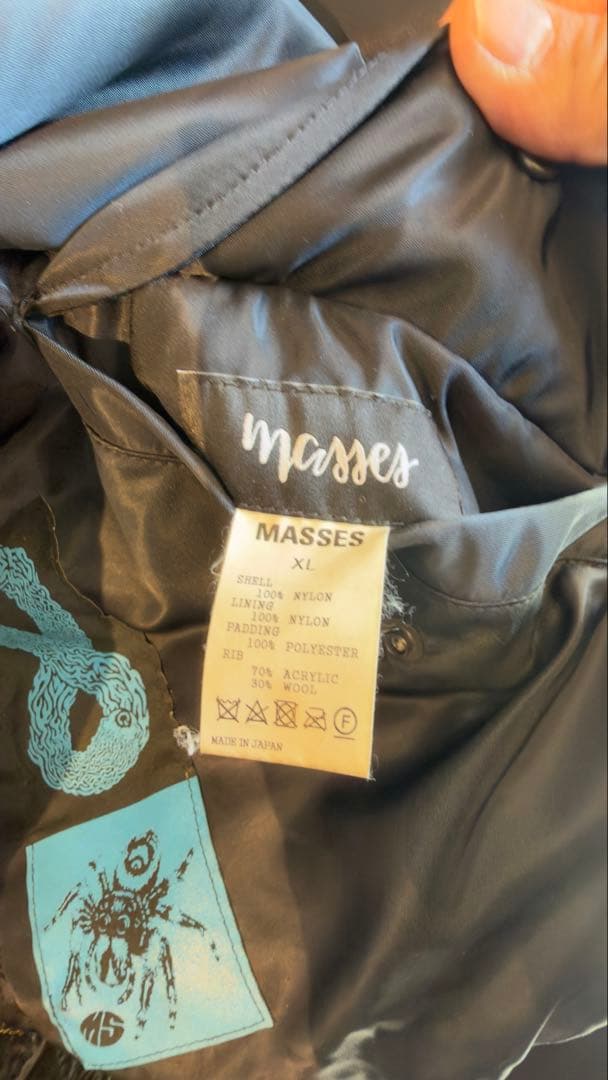 masses
MASSES
XL
SHELL
100% NYLON
LINING
100% NYLON
PADDING
100% POLYESTER
RIB
70% ACRYLIC
30% WOOL
F
MADE IN JAPAN
MS